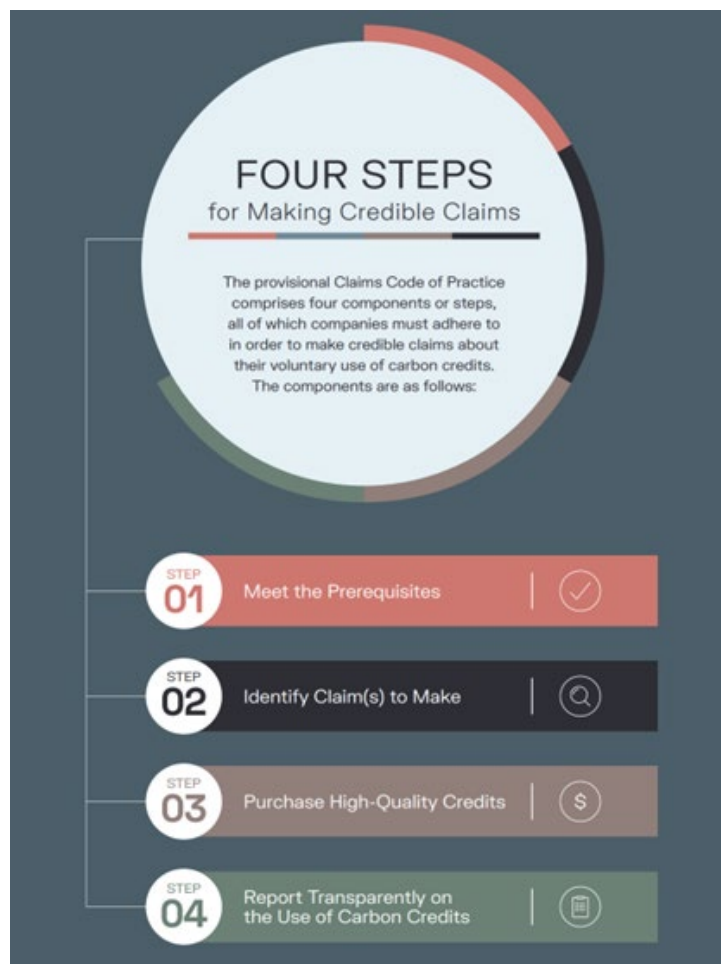 FOUR STEPS
for Making Credible Claims
The provisional Claims Code of Practice
comprises four components or steps,
all of which companies must adhere to
in order to make credible claims about
their voluntary use of carbon credits.
The components are as follows:
STEP
01
Meet the Prerequisites
STEP
02
Identify Claim(s) to Make
STEP
03
Purchase High-Quality Credits
$
STEP
04
Report Transparently on
the Use of Carbon Credits